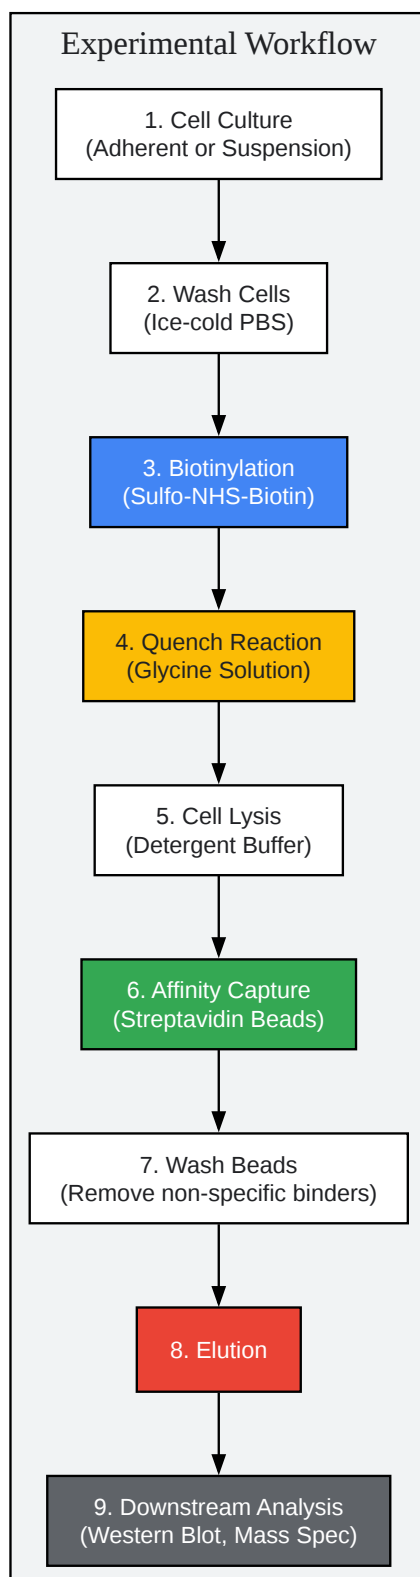 Experimental Workflow
1. Cell Culture
(Adherent or Suspension)
2. Wash Cells
(Ice-cold PBS)
3. Biotinylation
(Sulfo-NHS-Biotin)
4. Quench Reaction
(Glycine Solution)
5. Cell Lysis
(Detergent Buffer)
6. Affinity Capture
(Streptavidin Beads)
7. Wash Beads
(Remove non-specific binders)
8. Elution
9. Downstream Analysis
(Western Blot, Mass Spec)